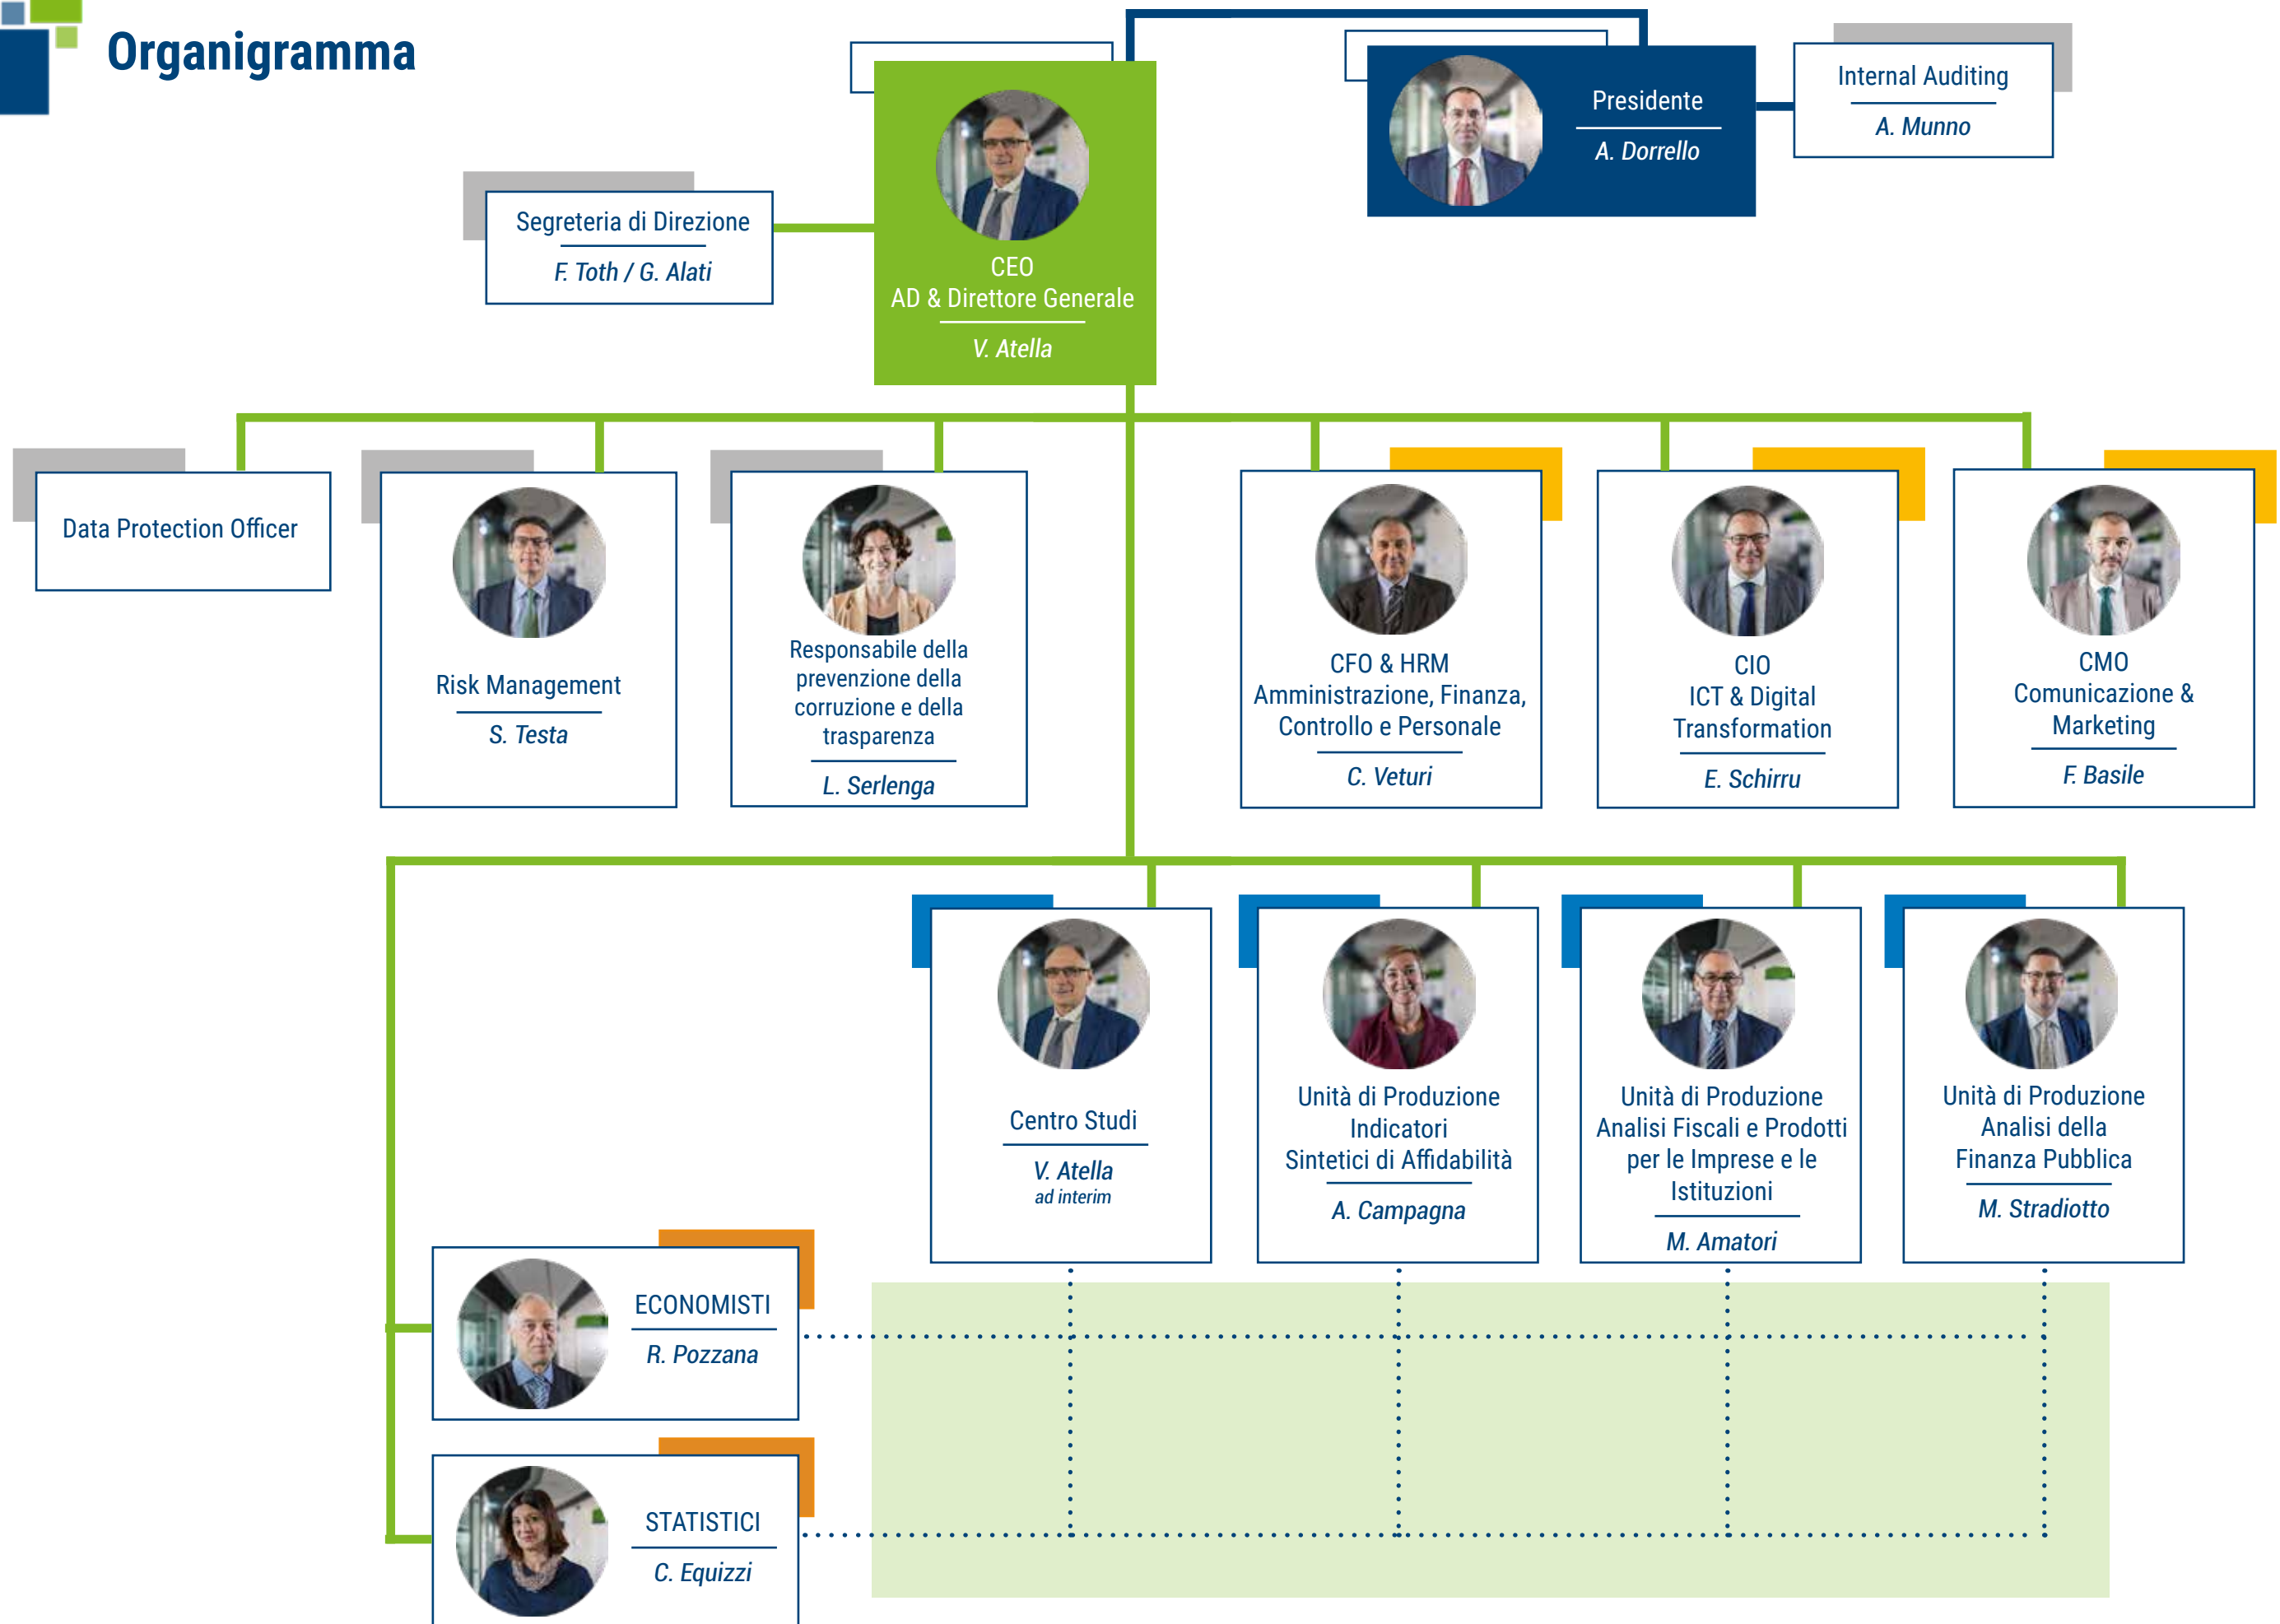 Organigramma
Presidente
A. Dorrello
Internal Auditing
A. Munno
Segreteria di Direzione
F. Toth / G. Alati
CEO
AD & Direttore Generale
V. Atella
Data Protection Officer
Risk Management
S. Testa
Responsabile della
prevenzione della
corruzione e della
trasparenza
L. Serlenga
CFO & HRM
Amministrazione, Finanza,
Controllo e Personale
C. Veturi
CIO
ICT & Digital
Transformation
E. Schirru
CMO
Comunicazione &
Marketing
F. Basile
Centro Studi
V. Atella
ad interim
Unità di Produzione
Indicatori
Sintetici di Affidabilità
A. Campagna
Unità di Produzione
Analisi Fiscali e Prodotti
per le Imprese e le
Istituzioni
M. Amatori
Unità di Produzione
Analisi della
Finanza Pubblica
M. Stradiotto
ECONOMISTI
R. Pozzana
STATISTICI
C. Equizzi